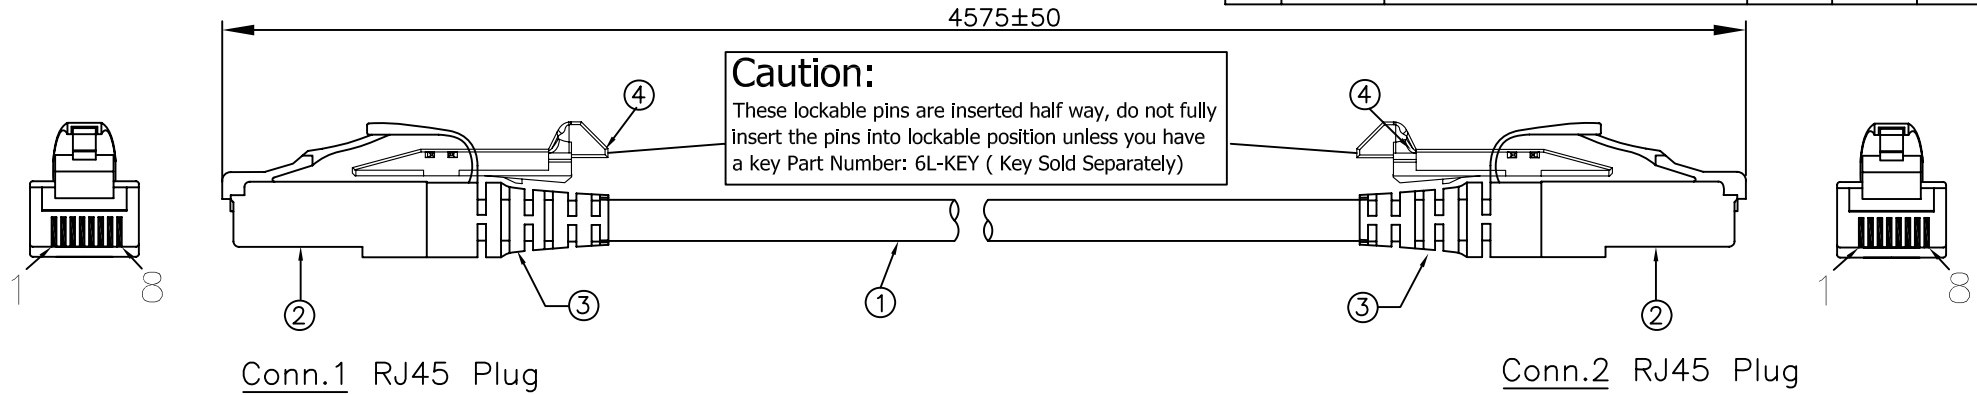 4575±50
Caution:
These lockable pins are inserted half way, do not fully
insert the pins into lockable position unless you have
a key Part Number: 6L-KEY ( Key Sold Separately)
4
4
1
8
2
3
1
3
2
1
8
Conn.1 RJ45 Plug
Conn.2 RJ45 Plug